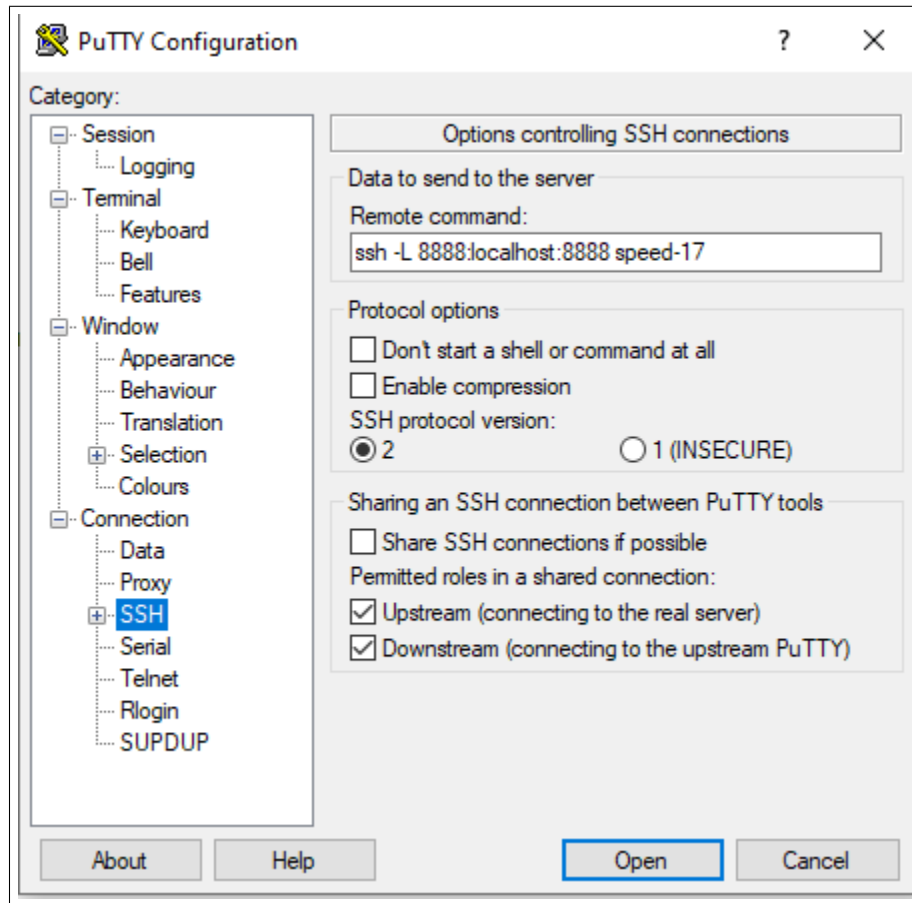 PuTTY Configuration
?
Category:
Session
Logging
Terminal
Keyboard
Bell
Features
Window
Appearance
Behaviour
Translation
Selection
Colours
Connection
Data
Proxy
SSH
Serial
Telnet
Rlogin
SUPDUP
Options controlling SSH connections
Data to send to the server
Remote command:
ssh -L 8888:localhost:8888 speed-17
Protocol options
Don't start a shell or command at all
Enable compression
SSH protocol version:
2 1 (INSECURE)
Sharing an SSH connection between PuTTY tools
Share SSH connections if possible
Permitted roles in a shared connection:
Upstream (connecting to the real server)
Downstream (connecting to the upstream PuTTY)
About Help Open Cancel